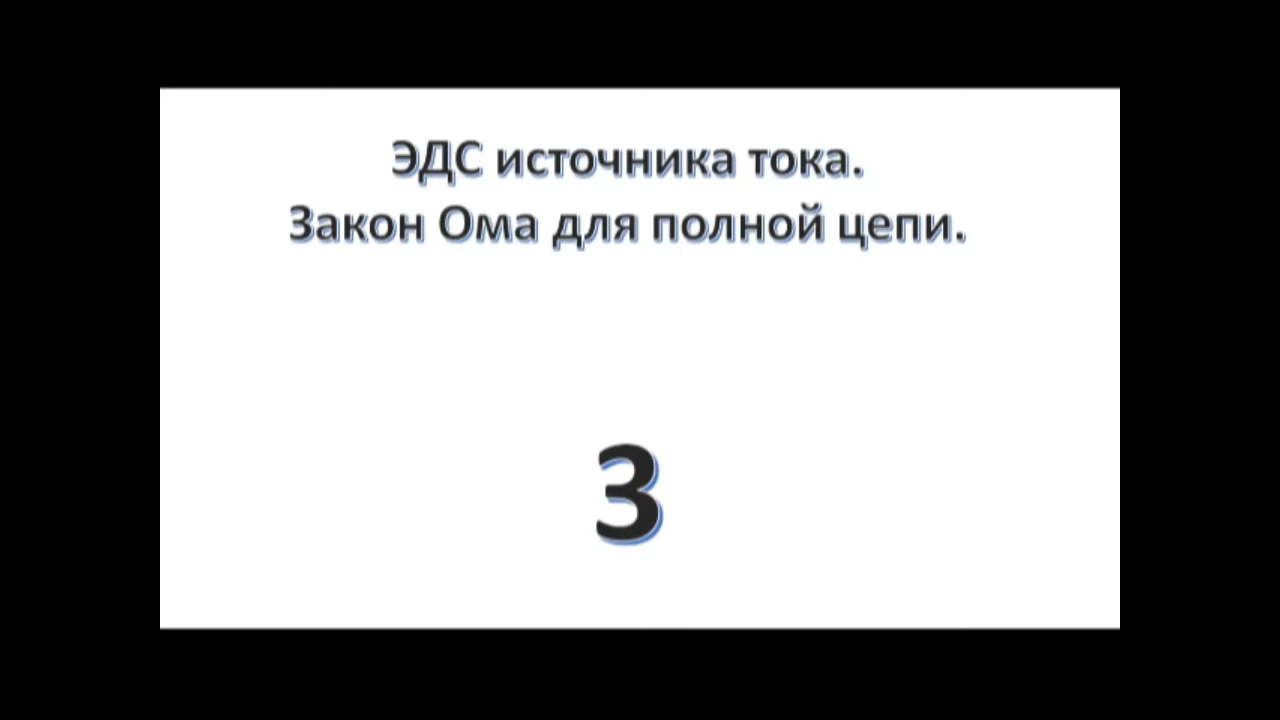 ЭДС источника тока.
Закон Ома для полной цепи.
3